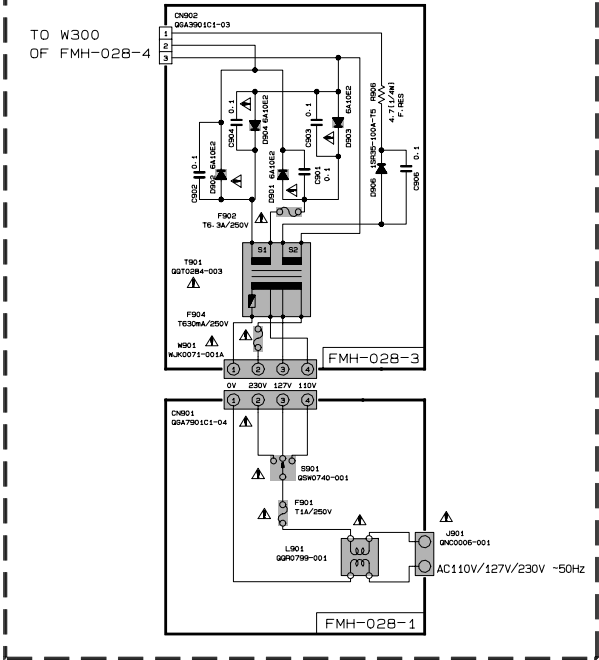 CN902
QGA3901C1-03
TO W300
OF FMH-028-4
1
2
3
0.1
C904
D904 6A10E2
C903
0.1
6A10E2
D903
1SR35-100A-T5
R906
4.7(1/4W)
F.RES
C902
0.1
D902
6A10E2
D901
6A10E2
C901
0.1
D906
C906
0.1
F902
T6.3A/250V
S1
S2
T901
QGT0284-003
F904
T630mA/250V
W901
WJK0071-001A
FMH-028-3
1 2 3 4
0V 230V 127V 110V
1 2 3 4
CN901
QGA7901C1-04
S901
QSW0740-001
F901
T1A/250V
J901
QNC0006-001
L901
QQR0799-001
AC110V/127V/230V ~50Hz
FMH-028-1